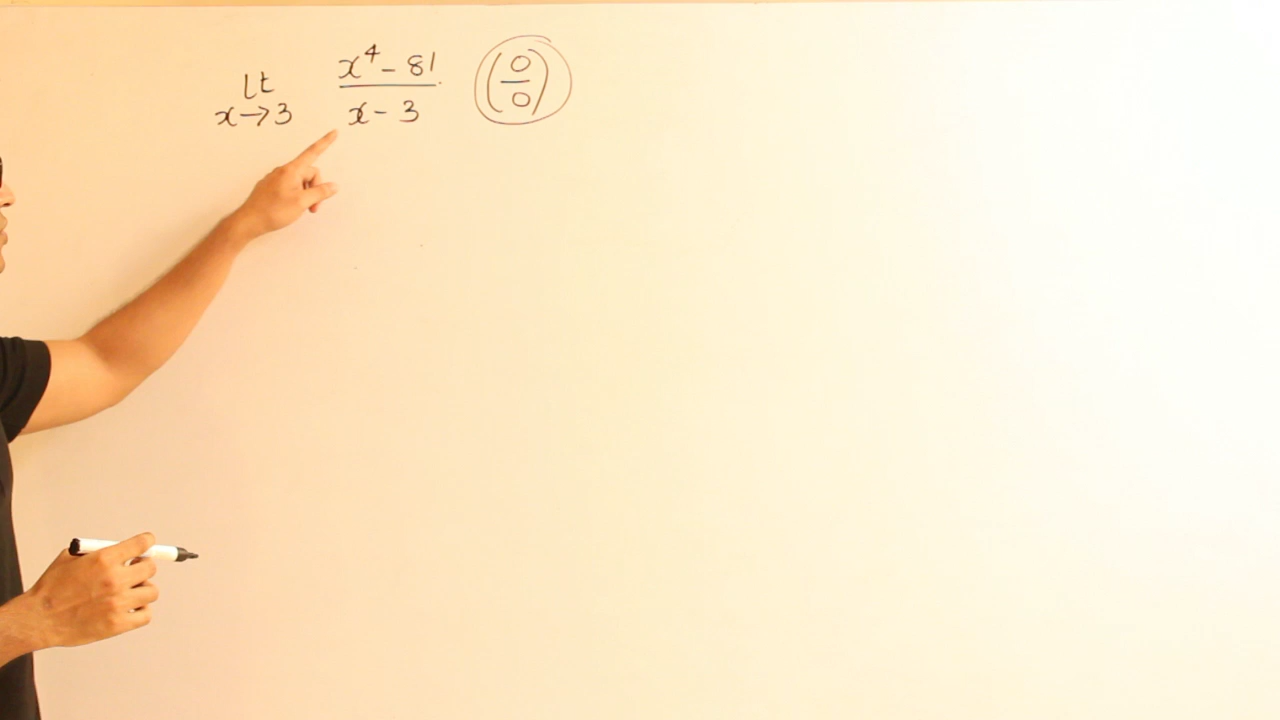 lt x→3 x⁴ - 81 / x - 3 (0/0)